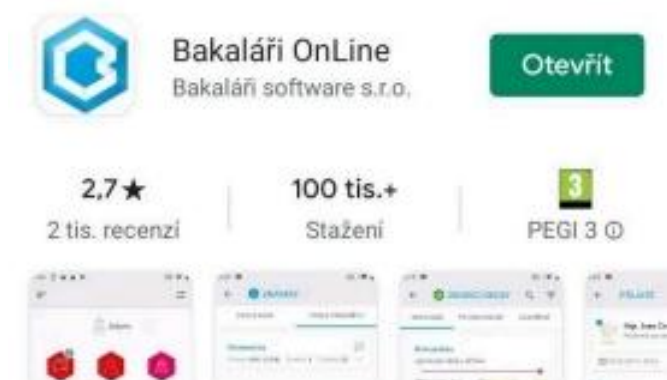 Bakaláři OnLine
Bakaláři software s.r.o.
Otevřít
2,7★
2 tis. recenzí
100 tis.+
Stažení
3
PEGI 3